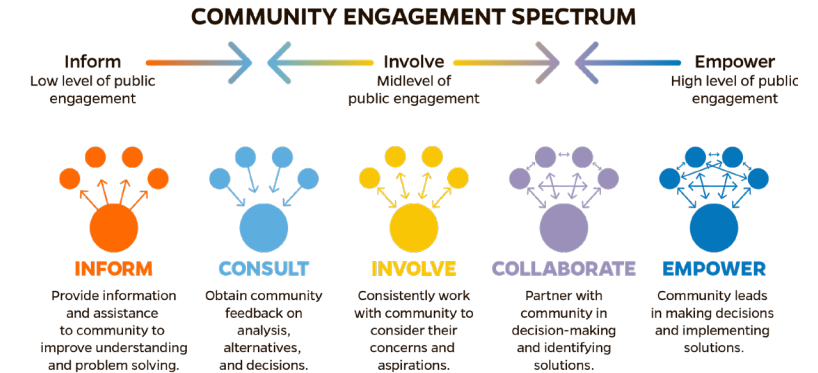 COMMUNITY ENGAGEMENT SPECTRUM
Inform
Low level of public
engagement
Involve
Midlevel of
public engagement
Empower
High level of public
engagement
INFORM
Provide information
and assistance
to community to
improve understanding
and problem solving.
CONSULT
Obtain community
feedback on
analysis,
alternatives,
and decisions.
INVOLVE
Consistently work
with community to
consider their
concerns and
aspirations.
COLLABORATE
Partner with
community in
decision-making
and identifying
solutions.
EMPOWER
Community leads
in making decisions
and implementing
solutions.